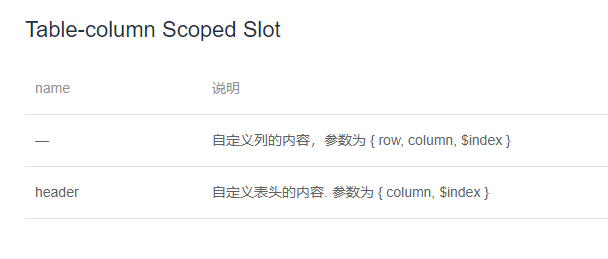 Table-column Scoped Slot
name 说明
— 自定义列的内容，参数为 { row, column, $index }
header 自定义表头的内容. 参数为 { column, $index }